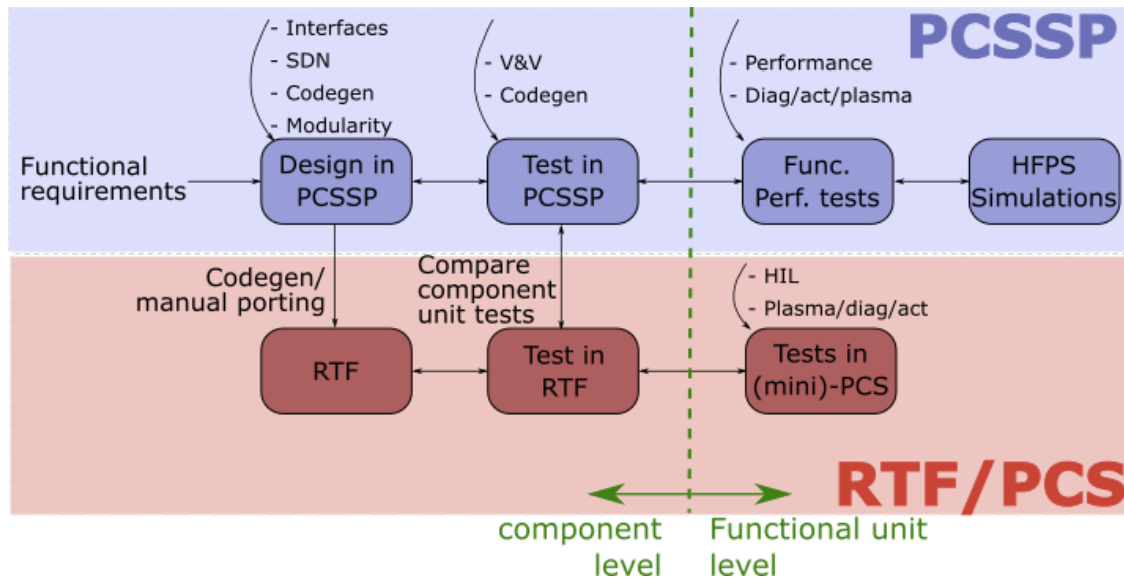 PCSSP
- Interfaces
- SDN
- Codegen
- Modularity
- V&V
- Codegen
- Performance
- Diag/act/plasma
Functional
requirements
Design in
PCSSP
Test in
PCSSP
Func.
Perf. tests
HFPS
Simulations
Codegen/
manual porting
Compare
component
unit tests
- HIL
- Plasma/diag/act
RTF
Test in
RTF
Tests in
(mini)-PCS
RTF/PCS
component
level
Functional unit
level